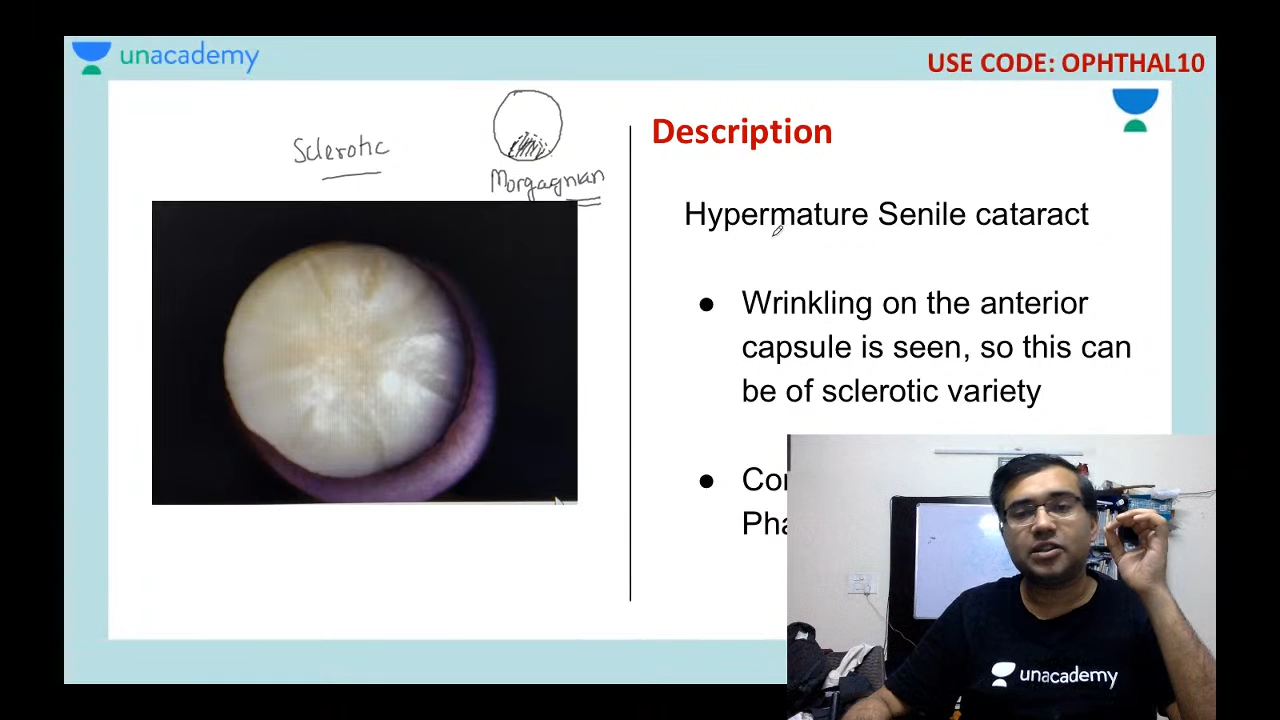 unacademy
USE CODE: OPHTHAL10
Sclerotic
Morgagnian
Description
Hypermature Senile cataract
● Wrinkling on the anterior
capsule is seen, so this can
be of sclerotic variety
unacademy